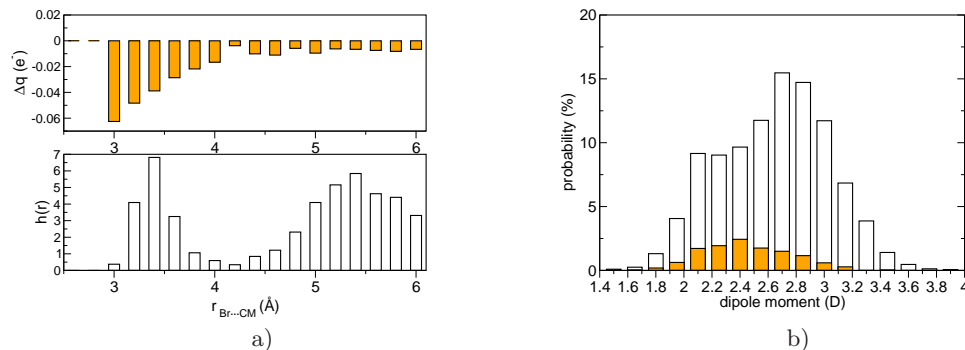 0.02
0
-0.02
-0.04
-0.06
Δq (e⁻)
3 4 5 6
7
6
5
4
3
2
1
0
h(r)
3 4 5 6
r Br···CM (Å)
a)
20
15
10
5
0
probability (%)
1.4 1.6 1.8 2 2.2 2.4 2.6 2.8 3 3.2 3.4 3.6 3.8 4
dipole moment (D)
b)